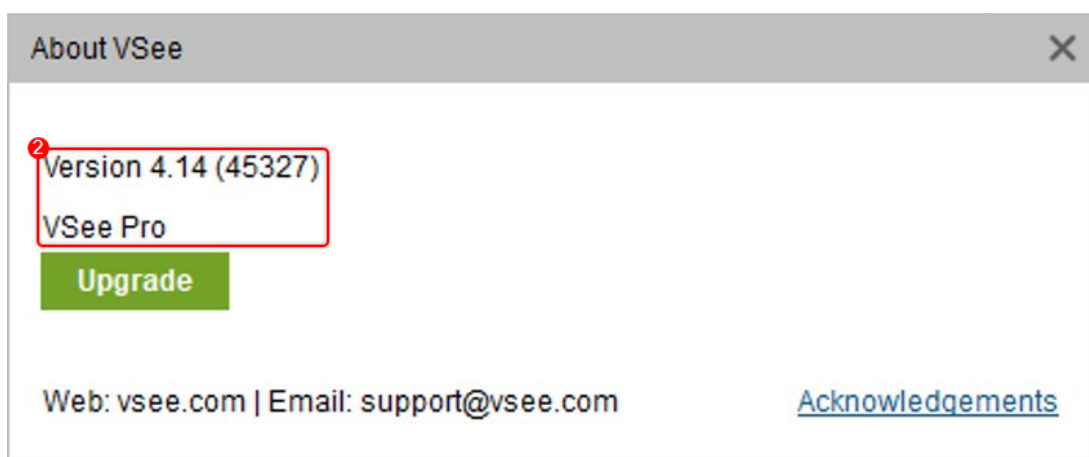 About VSee
2
Version 4.14 (45327)
VSee Pro
Upgrade
Web: vsee.com | Email: support@vsee.com
Acknowledgements